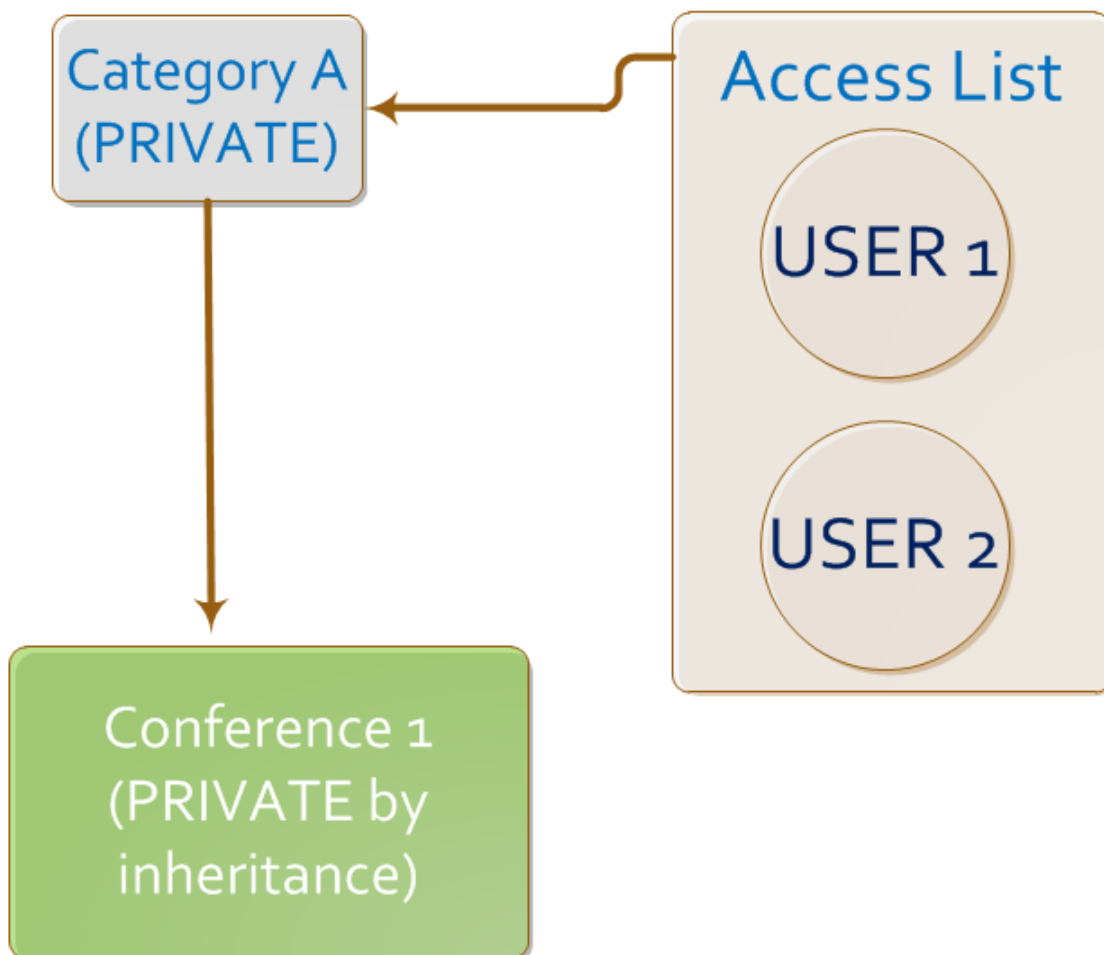 Category A
(PRIVATE)
Access List
USER 1
USER 2
Conference 1
(PRIVATE by
inheritance)